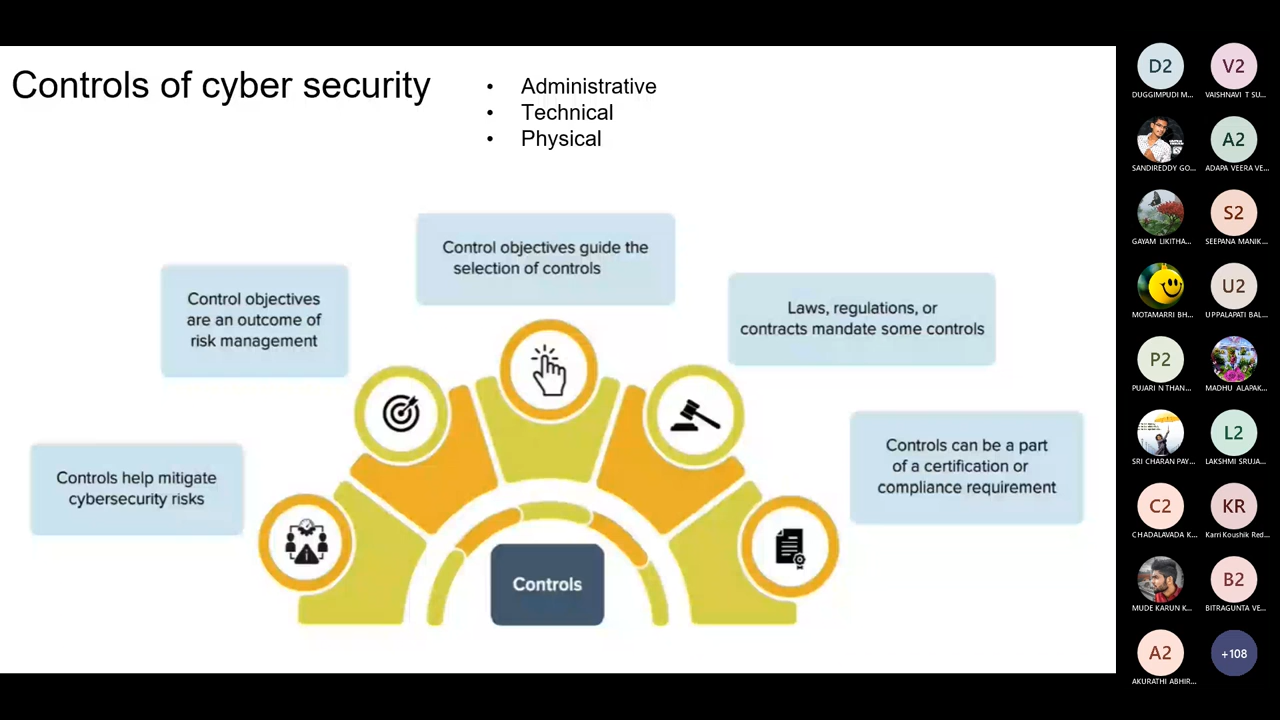 Controls of cyber security
• Administrative
• Technical
• Physical
Control objectives guide the
selection of controls
Control objectives
are an outcome of
risk management
Laws, regulations, or
contracts mandate some controls
Controls help mitigate
cybersecurity risks
Controls can be a part
of a certification or
compliance requirement
Controls
D2
V2
DUGGIMPUDI M...
VAISHNAVI T SU...
A2
SANDIREDDY GO...
ADAPA VEERA VE...
S2
GAYAM LIKITHA...
SEEPANA MANIK...
U2
MOTAMARRI BH...
UPPALAPATI BAL...
P2
PUJARI NTHAN...
MADHU ALAPAK...
L2
SRI CHARAN PAY...
LAKSHMI SRUJA...
C2
KR
CHADALAVADA K...
Karri Koushik Red...
B2
MUDE KARUN K...
BITRAGUNTA VE...
A2
+108
AKURATHI ABHIR...